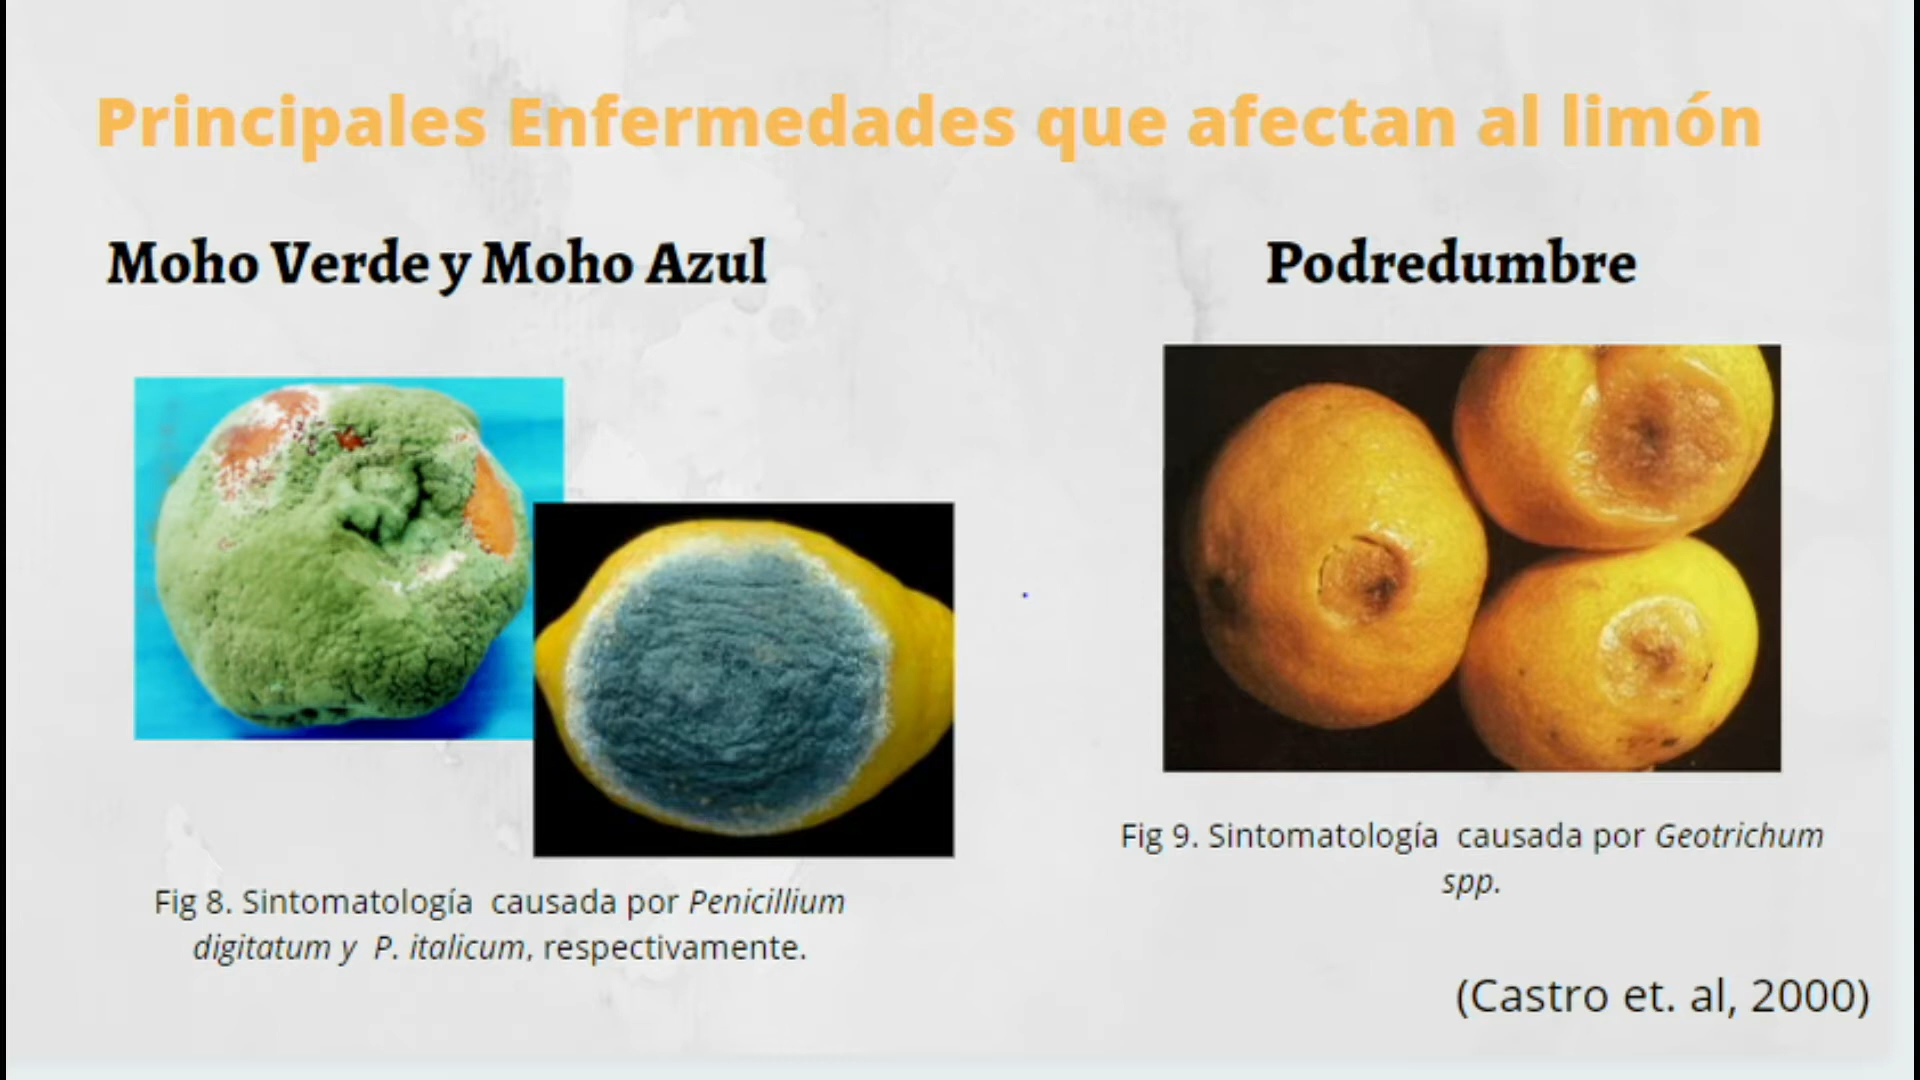 Principales Enfermedades que afectan al limón
Moho Verde y Moho Azul
Podredumbre
Fig 8. Sintomatología causada por Penicillium
digitatum y P. italicum, respectivamente.
Fig 9. Sintomatología causada por Geotrichum
spp.
(Castro et. al, 2000)